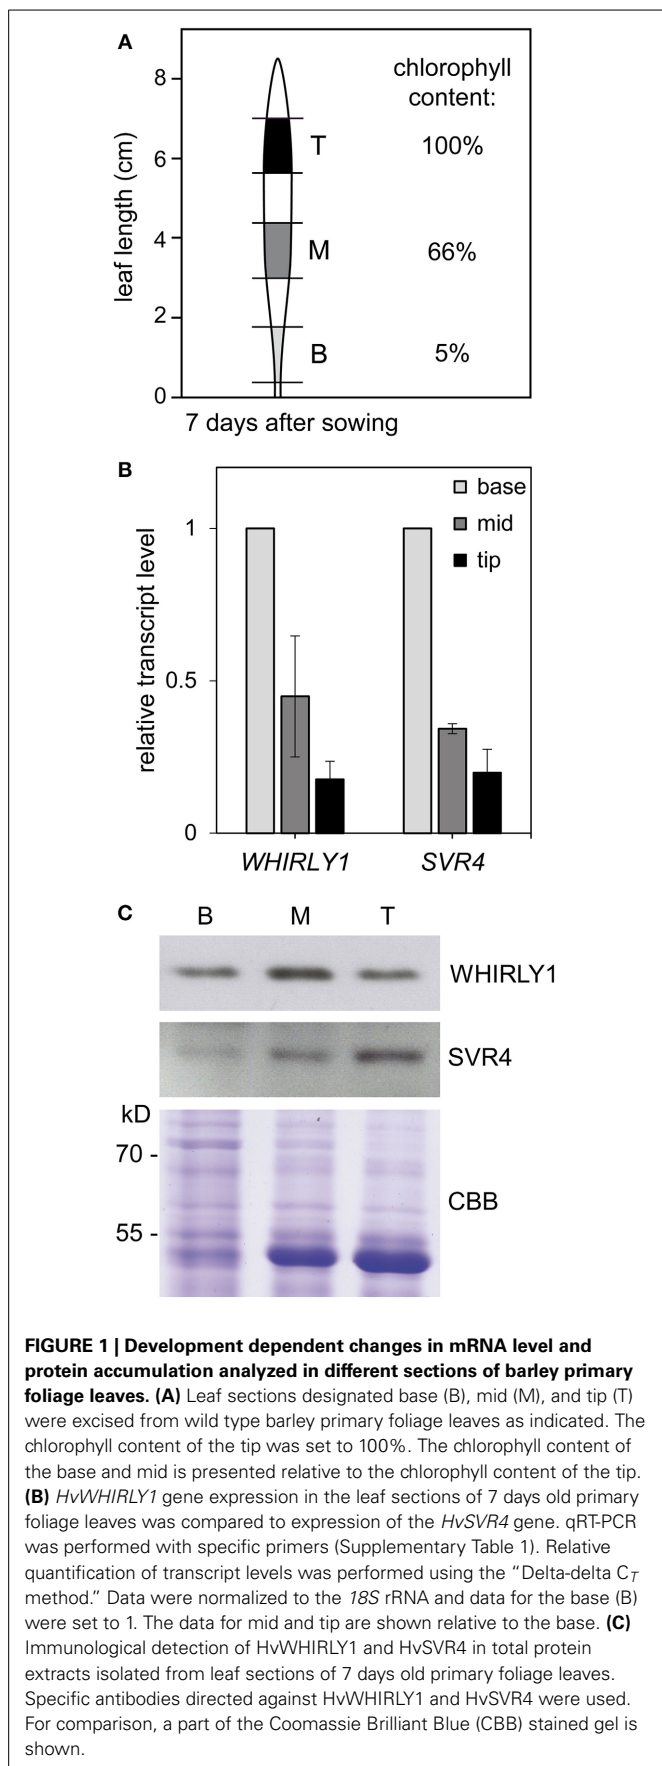 A
chlorophyll
content:
8
6
4
2
0
leaf length (cm)
T
100%
M
66%
B
5%
7 days after sowing
B
base
mid
tip
1
0.5
0
relative transcript level
WHIRLY1
SVR4
C
B M T
WHIRLY1
SVR4
kD
70 -
55 -
CBB
FIGURE 1 | Development dependent changes in mRNA level and
protein accumulation analyzed in different sections of barley primary
foliage leaves. (A) Leaf sections designated base (B), mid (M), and tip (T)
were excised from wild type barley primary foliage leaves as indicated. The
chlorophyll content of the tip was set to 100%. The chlorophyll content of
the base and mid is presented relative to the chlorophyll content of the tip.
(B) HvWHIRLY1 gene expression in the leaf sections of 7 days old primary
foliage leaves was compared to expression of the HvSVR4 gene. qRT-PCR
was performed with specific primers (Supplementary Table 1). Relative
quantification of transcript levels was performed using the “Delta-delta CT
method.” Data were normalized to the 18S rRNA and data for the base (B)
were set to 1. The data for mid and tip are shown relative to the base. (C)
Immunological detection of HvWHIRLY1 and HvSVR4 in total protein
extracts isolated from leaf sections of 7 days old primary foliage leaves.
Specific antibodies directed against HvWHIRLY1 and HvSVR4 were used.
For comparison, a part of the Coomassie Brilliant Blue (CBB) stained gel is
shown.